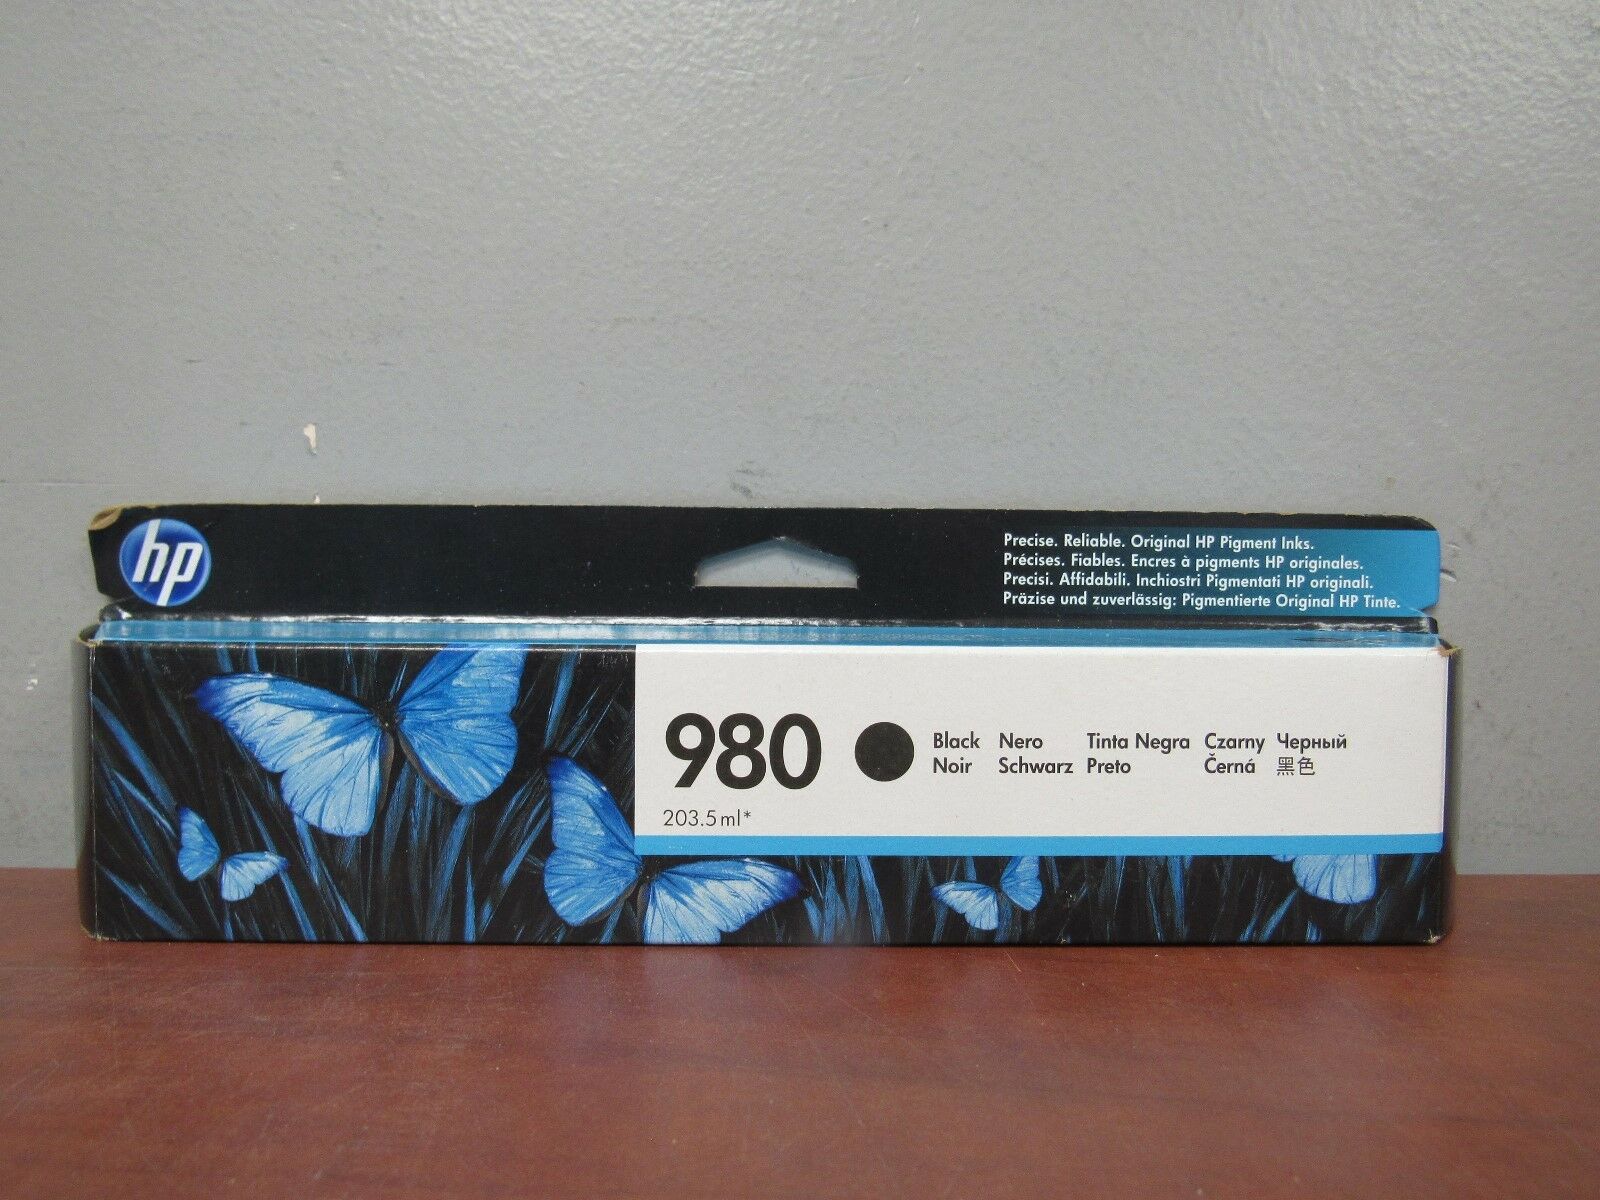 hp
Precise. Reliable. Original HP Pigment Inks.
Précises. Fiables. Encres à pigments HP originales.
Precisi. Affidabili. Inchiostri Pigmentati HP originali.
Präzise und zuverlässig: Pigmentierte Original HP Tinte.
980
Black Nero Tinta Negra Czarny Черный
Noir Schwarz Preto Černá 黑色
203.5 ml*